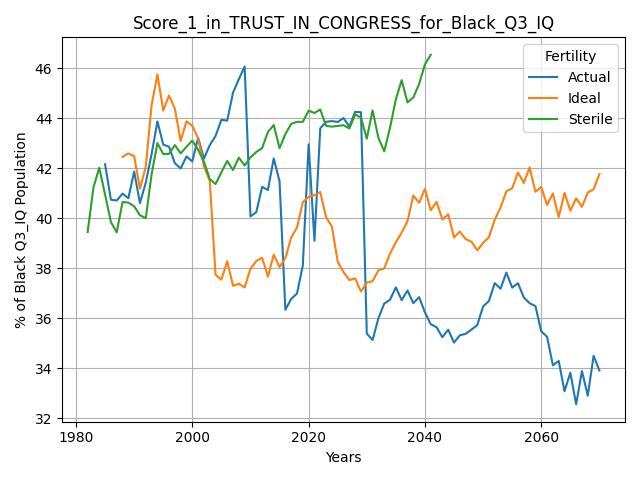 Score_1_in_TRUST_IN_CONGRESS_for_Black_Q3_IQ
Fertility
Actual
Ideal
Sterile
% of Black Q3_IQ Population
46
44
42
40
38
36
34
32
1980
2000
2020
2040
2060
Years